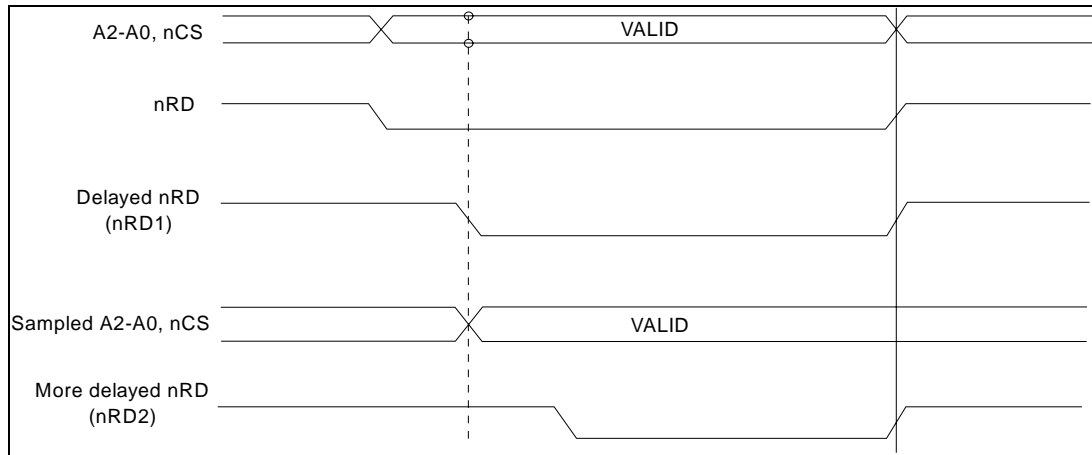 A2-A0, nCS
VALID
nRD
Delayed nRD
(nRD1)
Sampled A2-A0, nCS
VALID
More delayed nRD
(nRD2)